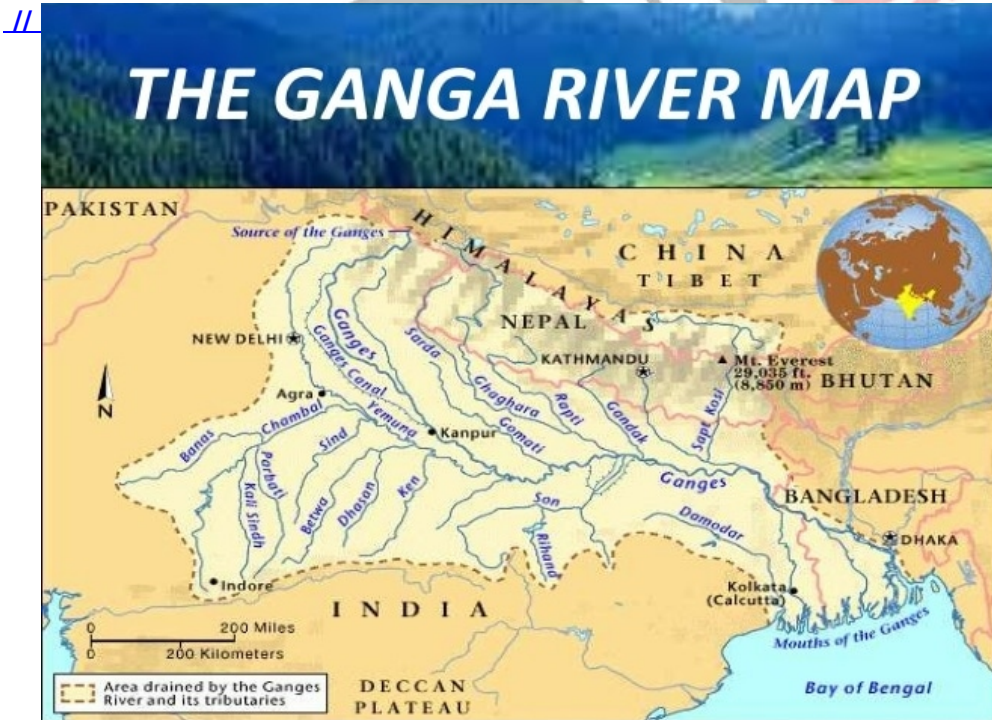 //
THE GANGA RIVER MAP
PAKISTAN
Source of the Ganges
HIMALAYAS
CHINA
TIBET
NEPAL
NEW DELHI
Ganges
Ganges Canal
Sarda
KATHMANDU
Mt. Everest
29,035 ft.
(8,850 m)
BHUTAN
N
Agra
Yemuna
Kanpur
Ghaghara
Gomati
Rapti
Gandak
Sapt Kosi
Banas
Chambal
Parbati
Kali Sindh
Sind
Betwa
Dhasan
Ken
Son
Rihand
Ganges
Damodar
BANGLADESH
DHAKA
Indore
Kolkata
(Calcutta)
INDIA
Mouths of the Ganges
0 200 Miles
0 200 Kilometers
Area drained by the Ganges
River and its tributaries
DECCAN
PLATEAU
Bay of Bengal